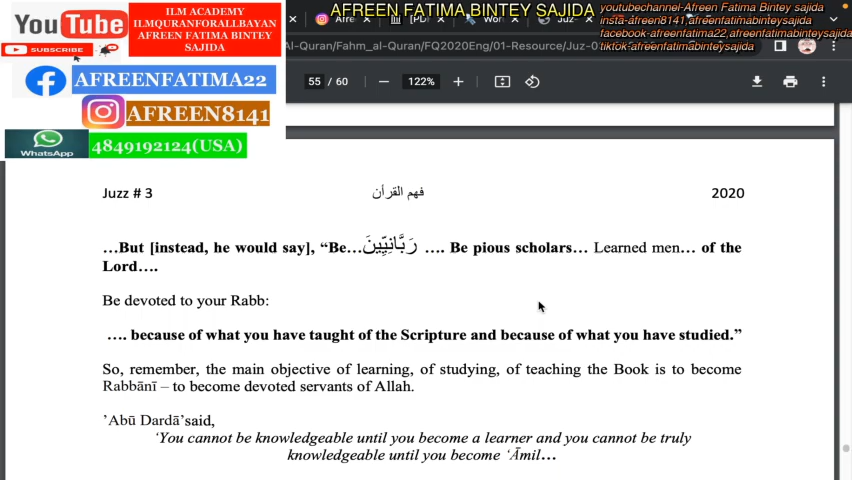 AFREEN FATIMA BINTEY SAJIDA
youtubechannel-Afreen Fatima Bintey sajida
insta-afreen8141,afreenfatimabinteysajida
facebook-afreenfatima22,afreenfatimabinteysajida
tiktok-afreenfatimabinteysajida
YouTube
SUBSCRIBE
ILM ACADEMY
ILMQURANFORALLBAYAN
AFREEN FATIMA BINTEY
SAJIDA
AFREENFATIMA22
AFREEN8141
WhatsApp
4849192124(USA)
Afree
[PD
W
Juz-
Al-Quran/Fahm_al-Quran/FQ2020Eng/01-Resource/Juz-0
55 / 60
122%
Juzz # 3
فهم القرأن
2020
…But [instead, he would say], “Be…رَبَّانِيِّينَ …. Be pious scholars… Learned men… of the
Lord….
Be devoted to your Rabb:
…. because of what you have taught of the Scripture and because of what you have studied.”
So, remember, the main objective of learning, of studying, of teaching the Book is to become
Rabbānī – to become devoted servants of Allah.
’Abū Dardā’said,
‘You cannot be knowledgeable until you become a learner and you cannot be truly
knowledgeable until you become ‘Āmil…